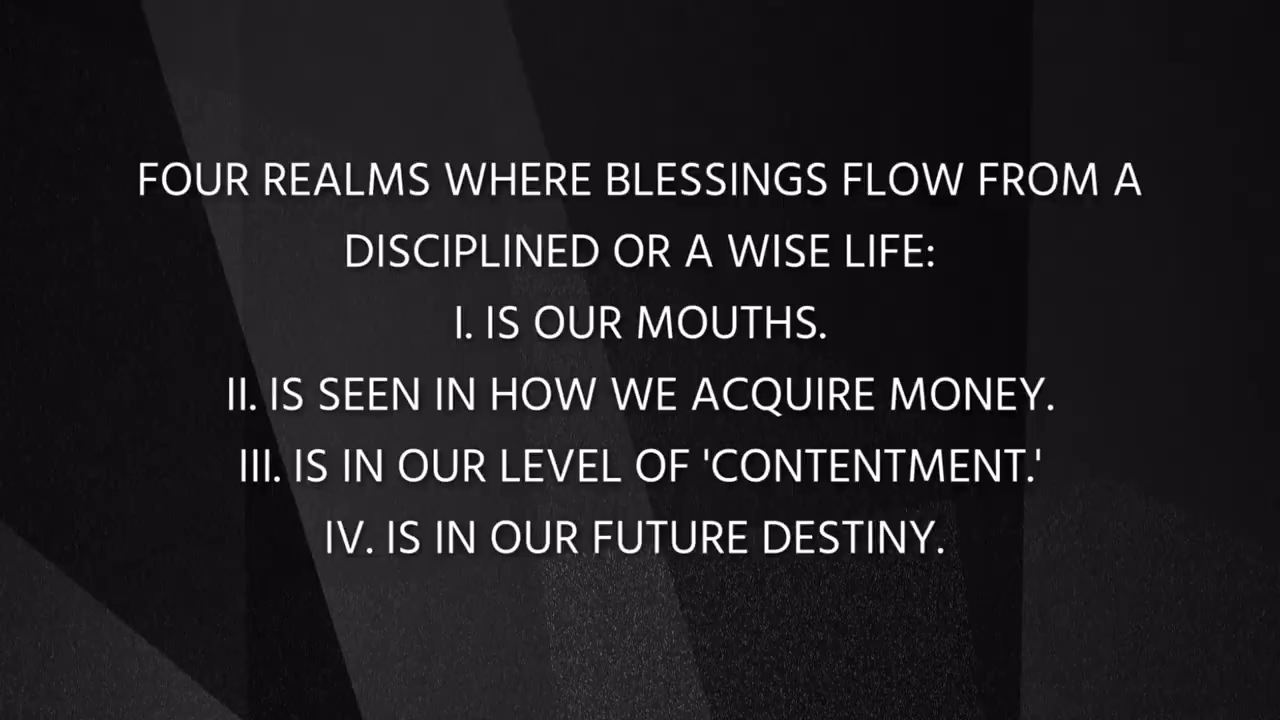 FOUR REALMS WHERE BLESSINGS FLOW FROM A
DISCIPLINED OR A WISE LIFE:
I. IS OUR MOUTHS.
II. IS SEEN IN HOW WE ACQUIRE MONEY.
III. IS IN OUR LEVEL OF 'CONTENTMENT.'
IV. IS IN OUR FUTURE DESTINY.